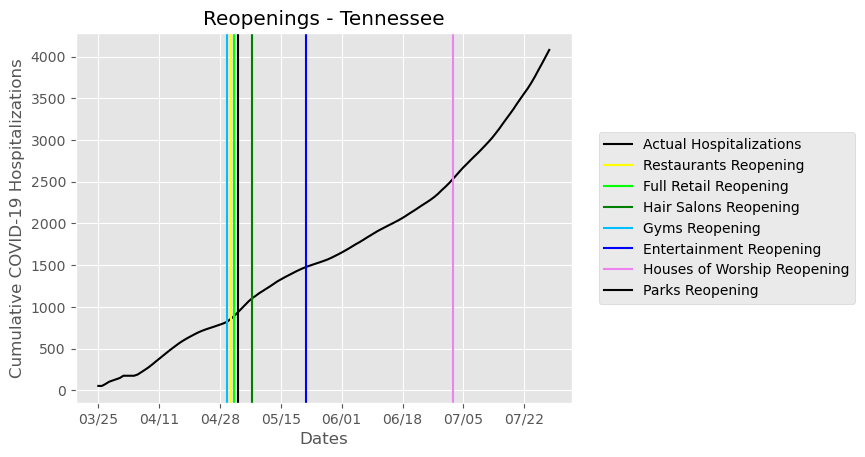 Reopenings - Tennessee
Cumulative COVID-19 Hospitalizations
4000
3500
3000
2500
2000
1500
1000
500
0
03/25 04/11 04/28 05/15 06/01 06/18 07/05 07/22
Dates
Actual Hospitalizations
Restaurants Reopening
Full Retail Reopening
Hair Salons Reopening
Gyms Reopening
Entertainment Reopening
Houses of Worship Reopening
Parks Reopening